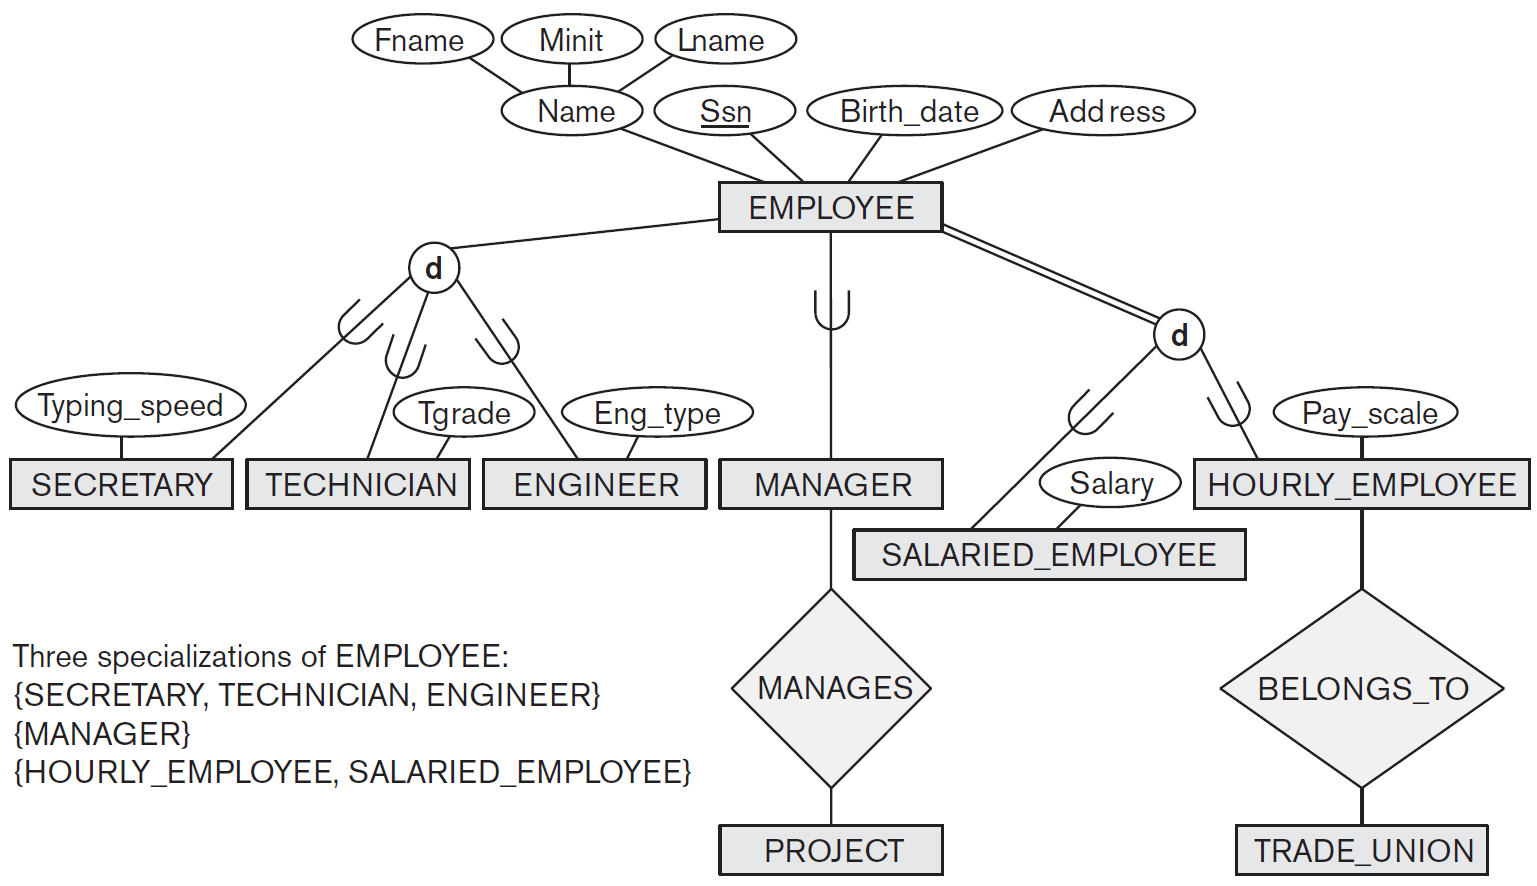 Fname Minit Lname
Name Ssn Birth_date Address
EMPLOYEE
d
d
Typing_speed Tgrade Eng_type Pay_scale
SECRETARY TECHNICIAN ENGINEER MANAGER Salary HOURLY_EMPLOYEE
SALARIED_EMPLOYEE
Three specializations of EMPLOYEE:
{SECRETARY, TECHNICIAN, ENGINEER}
{MANAGER}
{HOURLY_EMPLOYEE, SALARIED_EMPLOYEE}
MANAGES BELONGS_TO
PROJECT TRADE_UNION